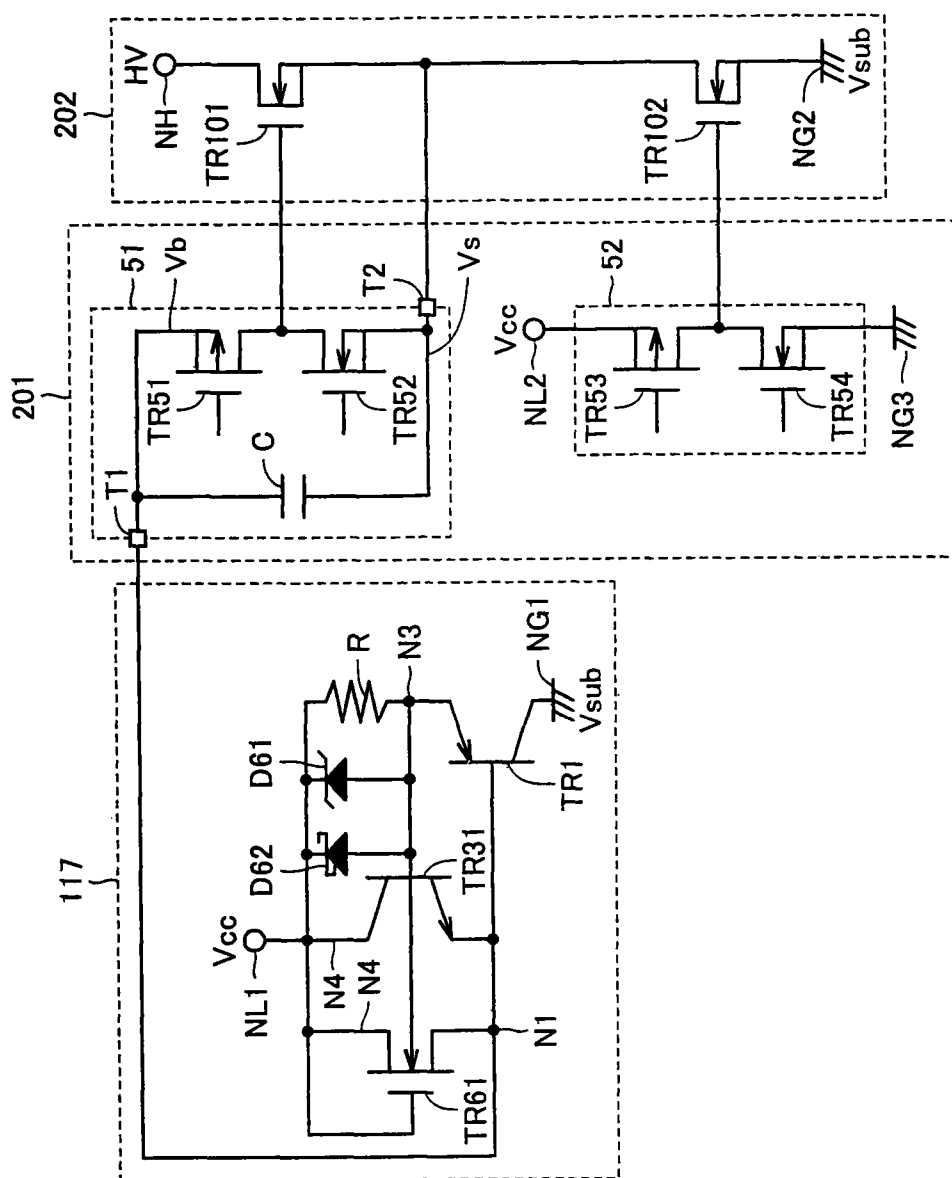 202
HV
NH
TR101
TR102
NG2
Vsub
201
51
Vb
T2
Vs
T1
TR51
TR52
C
52
Vcc
NL2
TR53
TR54
NG3
117
Vcc
NL1
D62
D61
R
N3
N4
N4
TR31
TR61
N1
TR1
NG1
Vsub